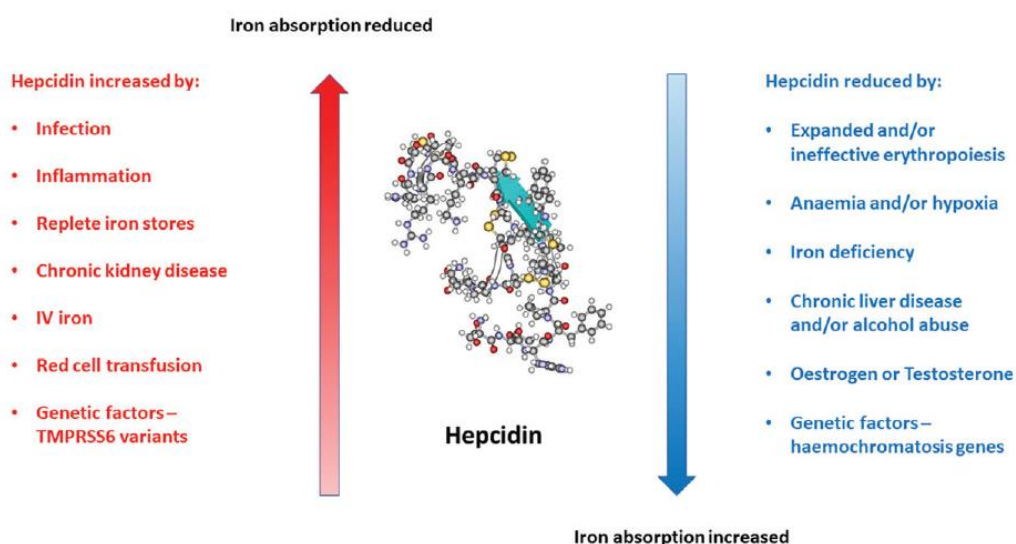 Iron absorption reduced
Hepcidin increased by:
• Infection
• Inflammation
• Replete iron stores
• Chronic kidney disease
• IV iron
• Red cell transfusion
• Genetic factors –
TMPRSS6 variants
Hepcidin
Hepcidin reduced by:
• Expanded and/or
ineffective erythropoiesis
• Anaemia and/or hypoxia
• Iron deficiency
• Chronic liver disease
and/or alcohol abuse
• Oestrogen or Testosterone
• Genetic factors –
haemochromatosis genes
Iron absorption increased